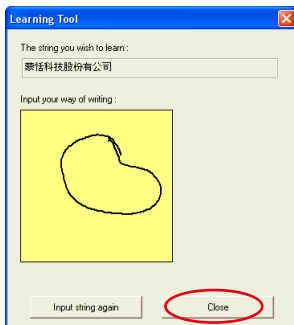 Learning Tool
The string you wish to learn :
蒙恬科技股份有公司
Input your way of writing :
Input string again
Close